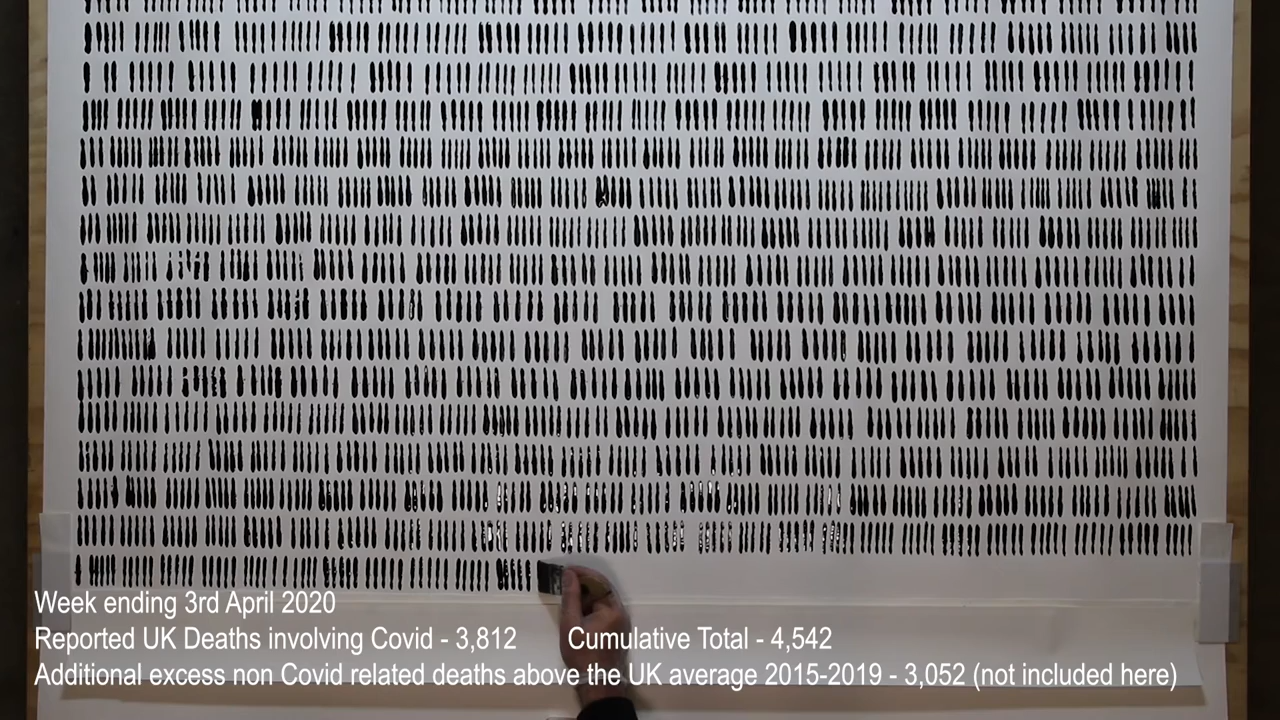 Week ending 3rd April 2020
Reported UK Deaths involving Covid - 3,812 Cumulative Total - 4,542
Additional excess non Covid related deaths above the UK average 2015-2019 - 3,052 (not included here)